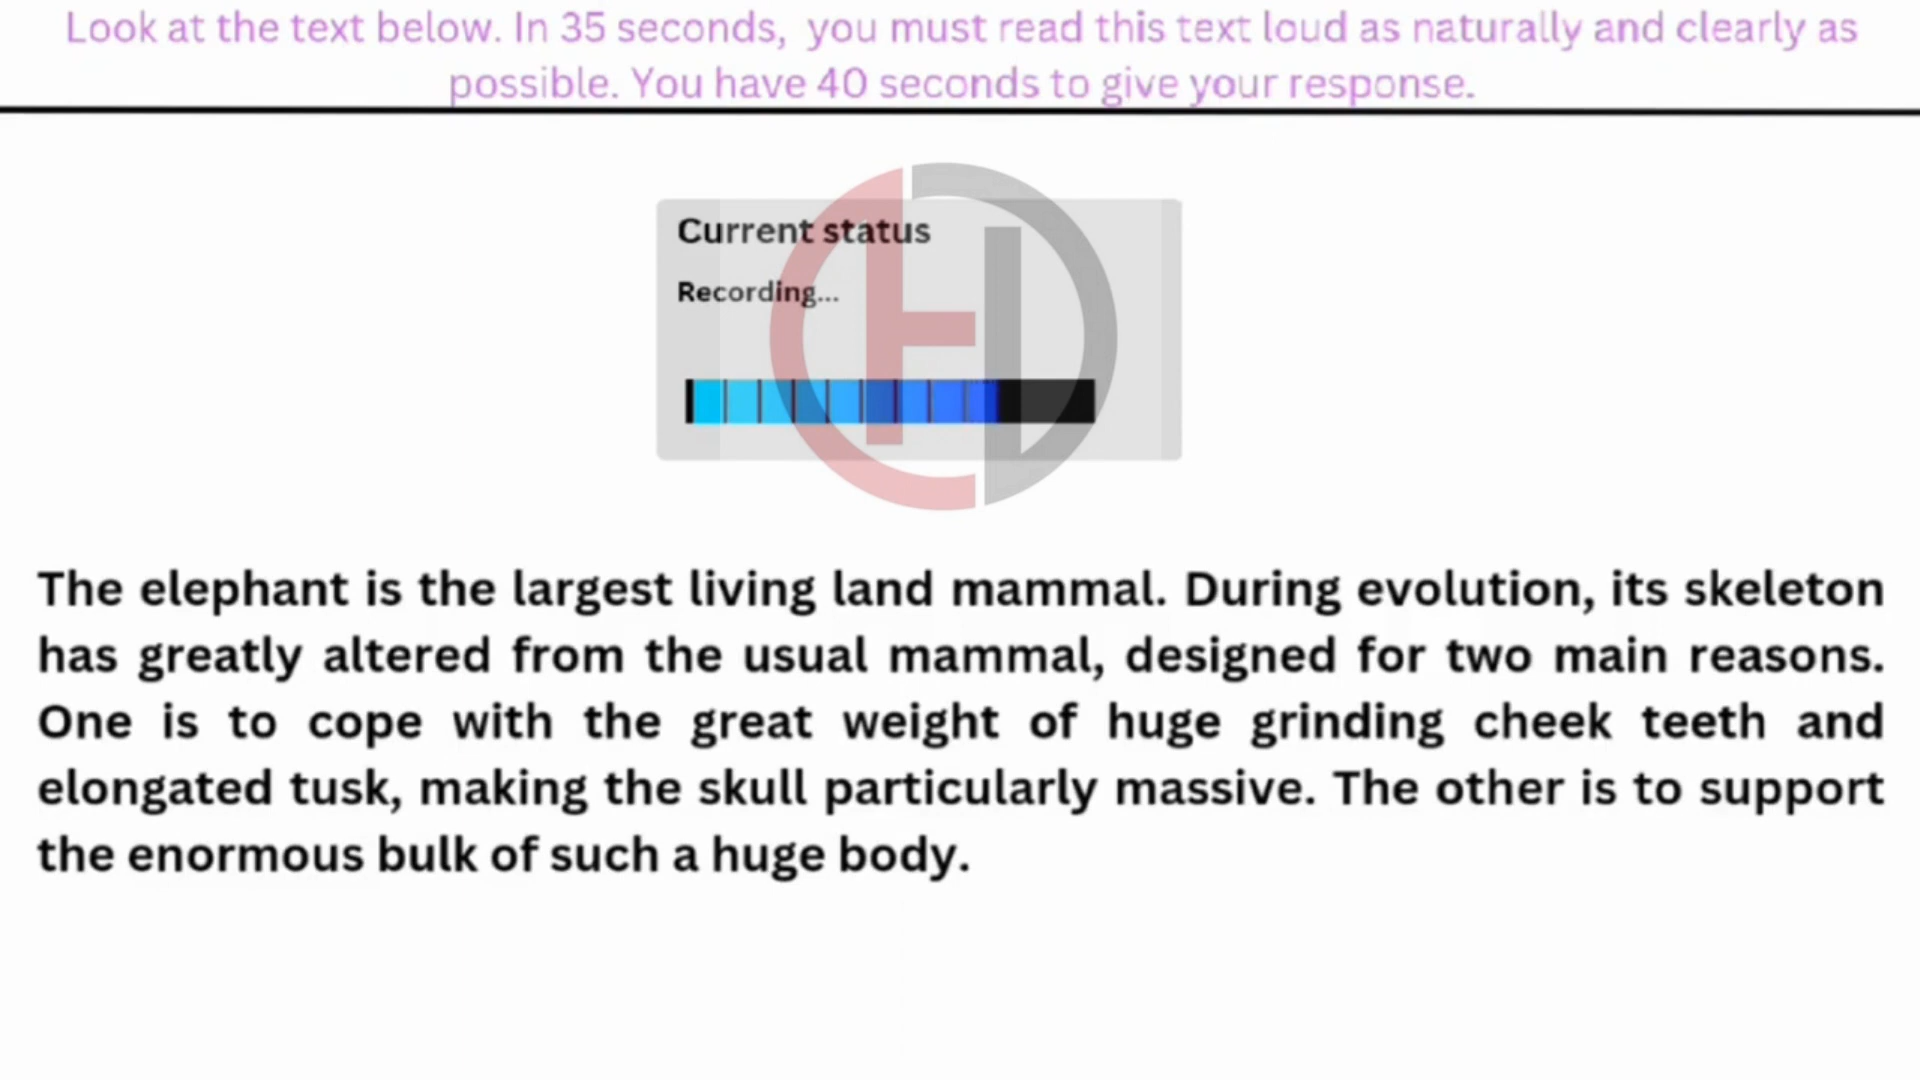 Look at the text below. In 35 seconds, you must read this text loud as naturally and clearly as
possible. You have 40 seconds to give your response.
Current status
Recording...
The elephant is the largest living land mammal. During evolution, its skeleton
has greatly altered from the usual mammal, designed for two main reasons.
One is to cope with the great weight of huge grinding cheek teeth and
elongated tusk, making the skull particularly massive. The other is to support
the enormous bulk of such a huge body.